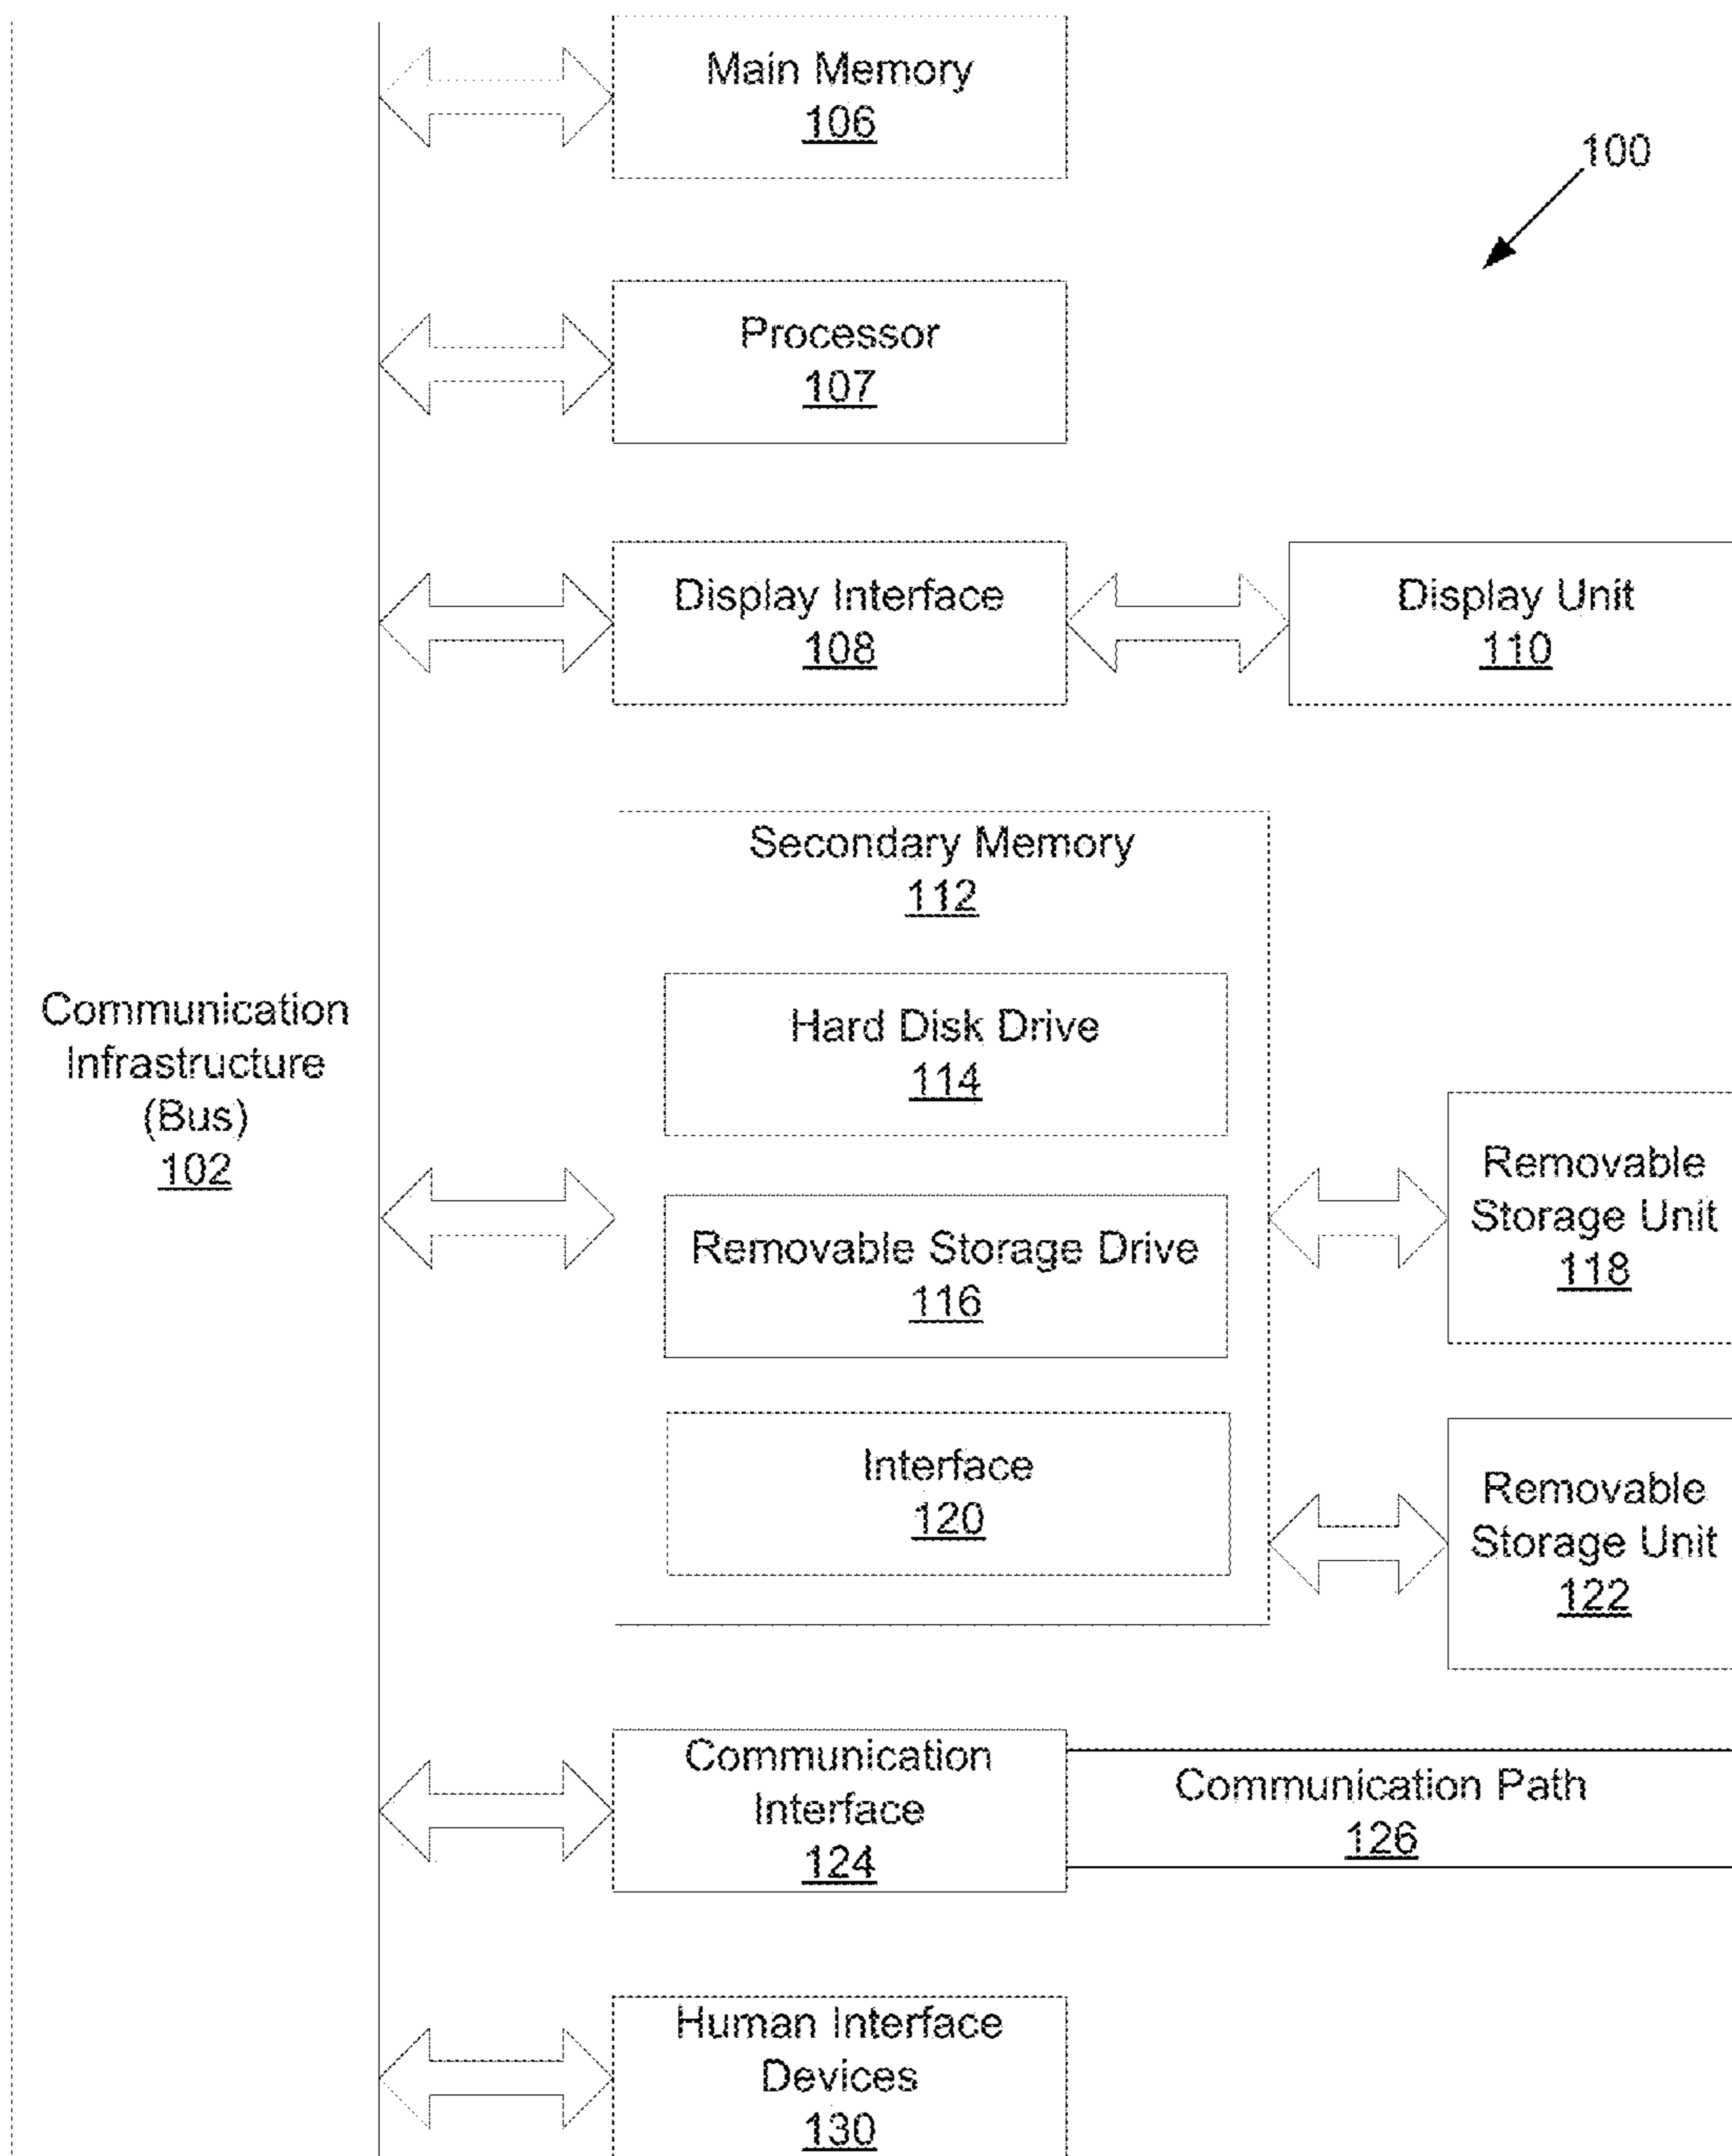 Main Memory
106
100
Processor
107
Display Interface
108
Display Unit
110
Secondary Memory
112
Communication
Infrastructure
(Bus)
102
Hard Disk Drive
114
Removable Storage Drive
116
Removable
Storage Unit
118
Interface
120
Removable
Storage Unit
122
Communication
Interface
124
Communication Path
126
Human Interface
Devices
130